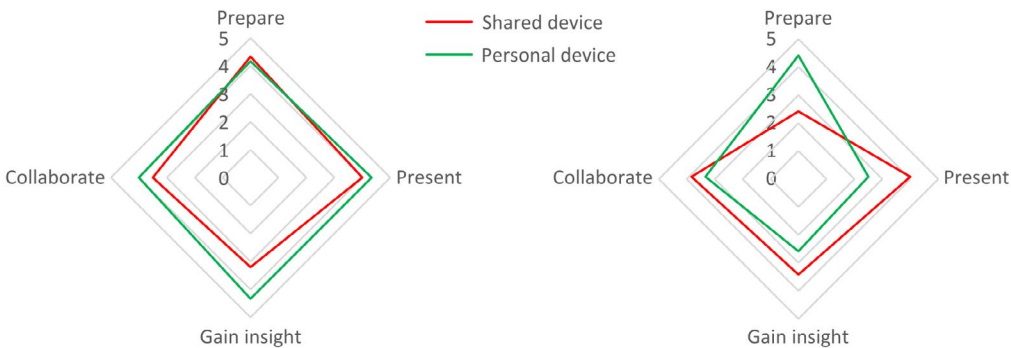 Prepare
5
4
3
2
1
0
Collaborate
Present
Gain insight
Shared device
Personal device
Prepare
5
4
3
2
1
0
Collaborate
Present
Gain insight